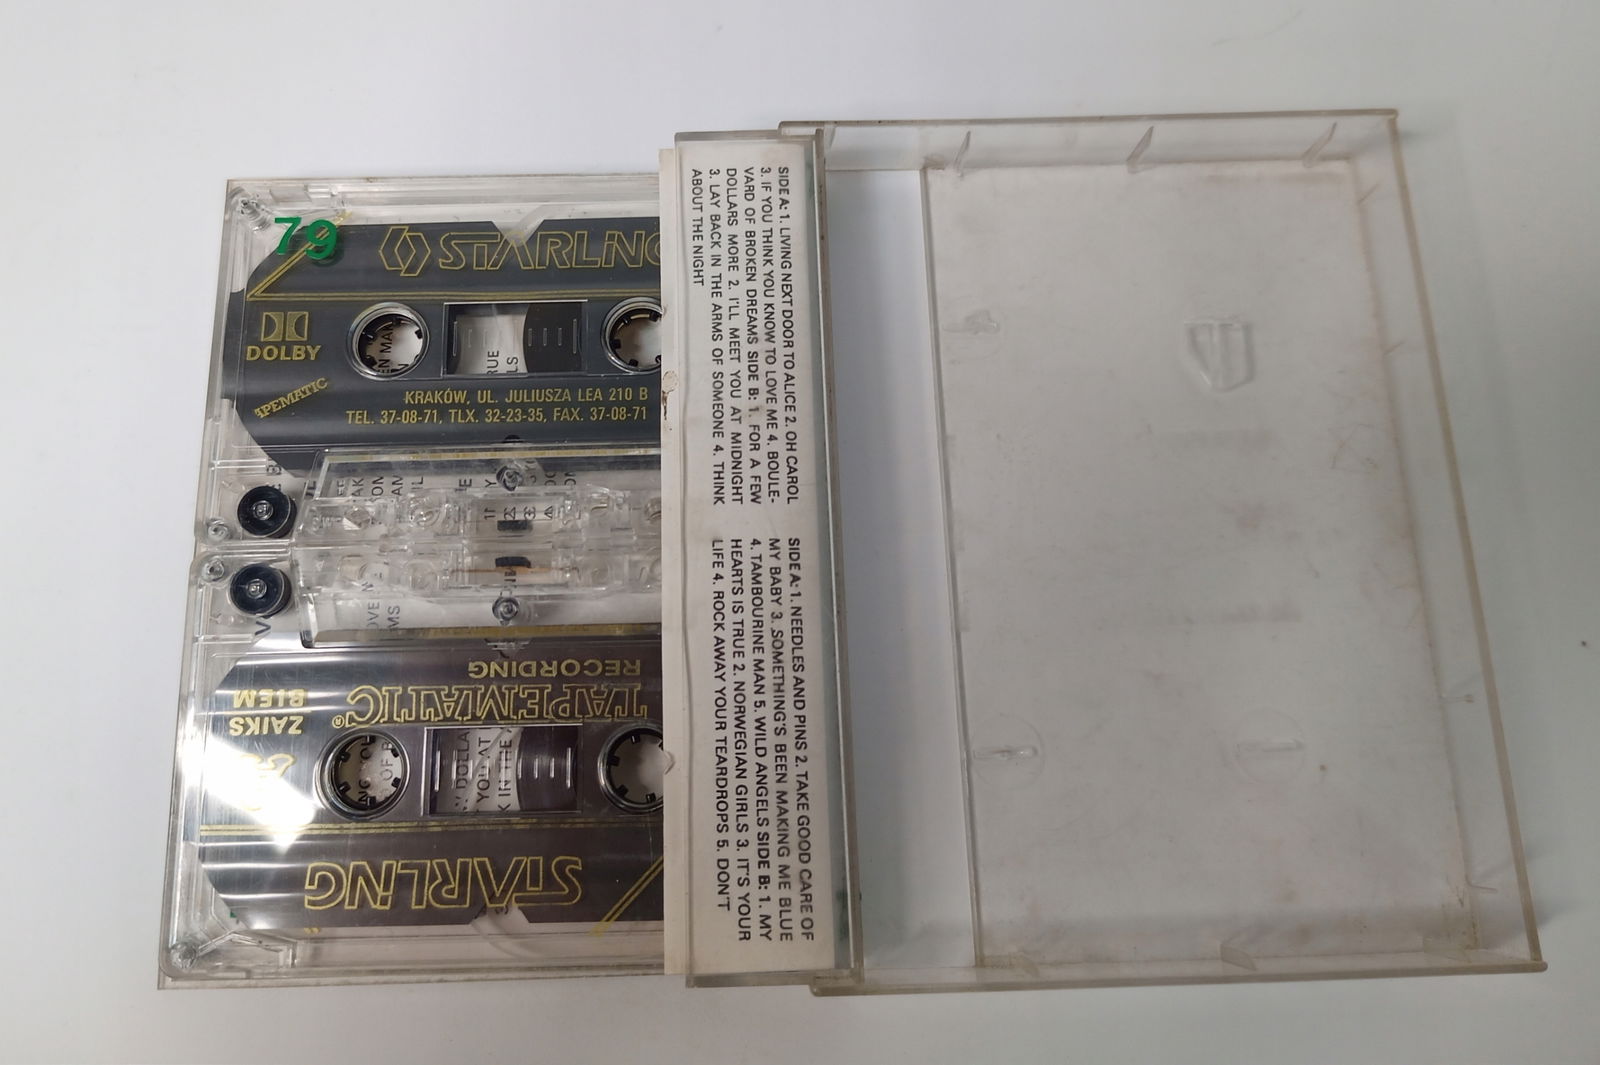 79
STARLiNG
DOLBY
TAPEMATIC
KRAKÓW, UL. JULIUSZA LEA 210 B
TEL. 37-08-71, TLX. 32-23-35, FAX. 37-08-71
SIDE A: 1. LIVING NEXT DOOR TO ALICE 2. OH CAROL
3. IF YOU THINK YOU KNOW TO LOVE ME 4. BOULE-
VARD OF BROKEN DREAMS SIDE B: 1. FOR A FEW
DOLLARS MORE 2. I'LL MEET YOU AT MIDNIGHT
3. LAY BACK IN THE ARMS OF SOMEONE 4. THINK
ABOUT THE NIGHT
SIDE A: 1. NEEDLES AND PINS 2. TAKE GOOD CARE OF
MY BABY 3. SOMETHING'S BEEN MAKING ME BLUE
4. TAMBOURINE MAN 5. WILD ANGELS SIDE B: 1. MY
HEARTS IS TRUE 2. NORWEGIAN GIRLS 3. IT'S YOUR
LIFE 4. ROCK AWAY YOUR TEARDROPS 5. DON'T
STARLiNG
ZAIKS
BIEM
TAPEMATIC®
RECORDING